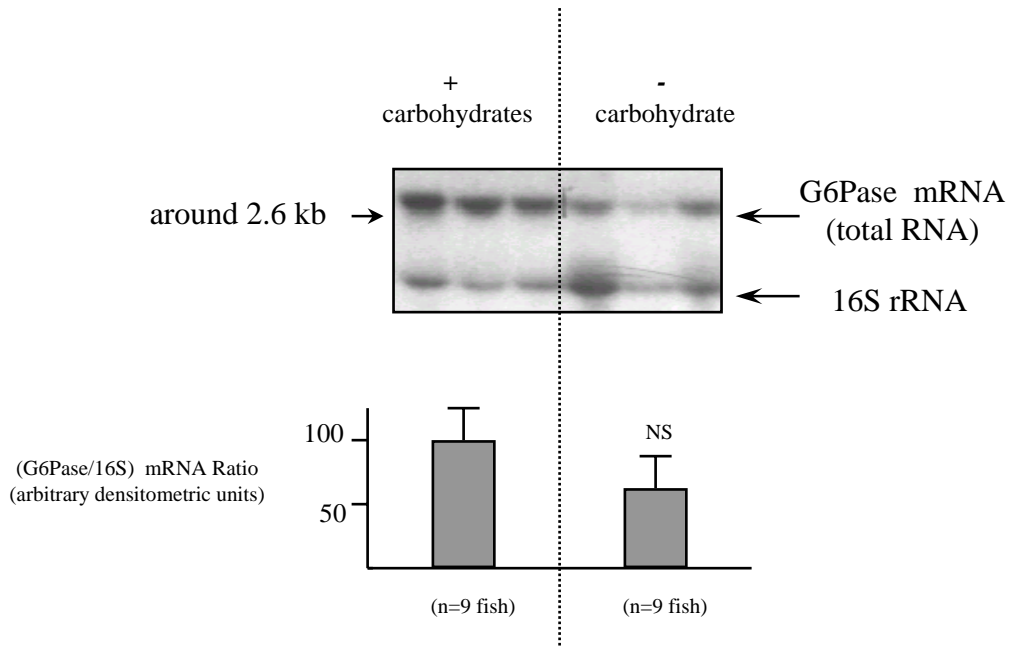 +
carbohydrates
-
carbohydrate
around 2.6 kb
G6Pase mRNA
(total RNA)
16S rRNA
(G6Pase/16S) mRNA Ratio
(arbitrary densitometric units)
100
50
NS
(n=9 fish)
(n=9 fish)